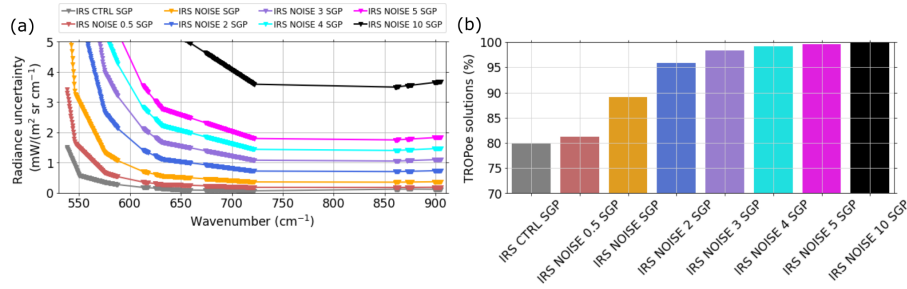 (a)
IRS CTRL SGP
IRS NOISE SGP
IRS NOISE 3 SGP
IRS NOISE 5 SGP
IRS NOISE 0.5 SGP
IRS NOISE 2 SGP
IRS NOISE 4 SGP
IRS NOISE 10 SGP
Radiance uncertainty
(mW/(m² sr cm⁻¹)
5
4
3
2
1
0
550
600
650
700
750
800
850
900
Wavenumber (cm⁻¹)
(b)
TROPoe solutions (%)
100
95
90
85
80
75
70
IRS CTRL SGP
IRS NOISE 0.5 SGP
IRS NOISE SGP
IRS NOISE 2 SGP
IRS NOISE 3 SGP
IRS NOISE 4 SGP
IRS NOISE 5 SGP
IRS NOISE 10 SGP